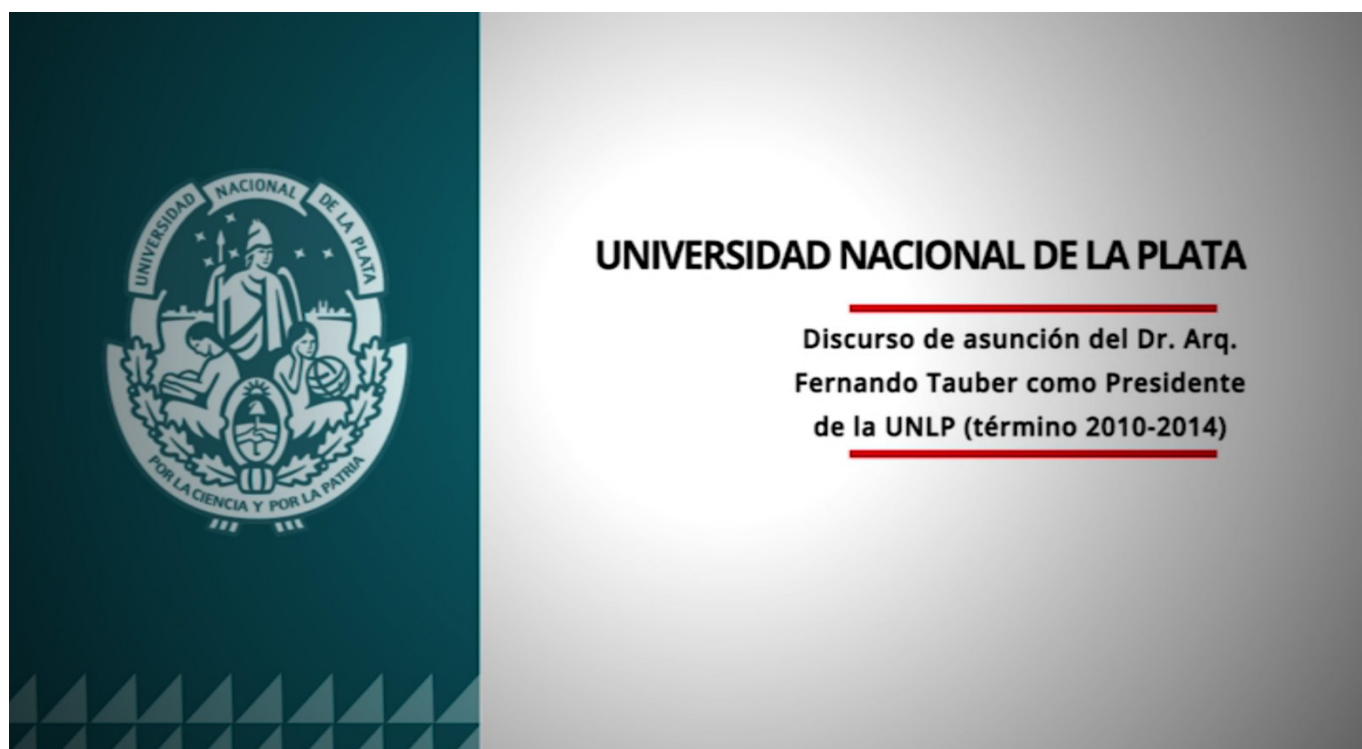 UNIVERSIDAD NACIONAL DE LA PLATA
POR LA CIENCIA Y POR LA PATRIA
UNIVERSIDAD NACIONAL DE LA PLATA
Discurso de asunción del Dr. Arq.
Fernando Tauber como Presidente
de la UNLP (término 2010-2014)